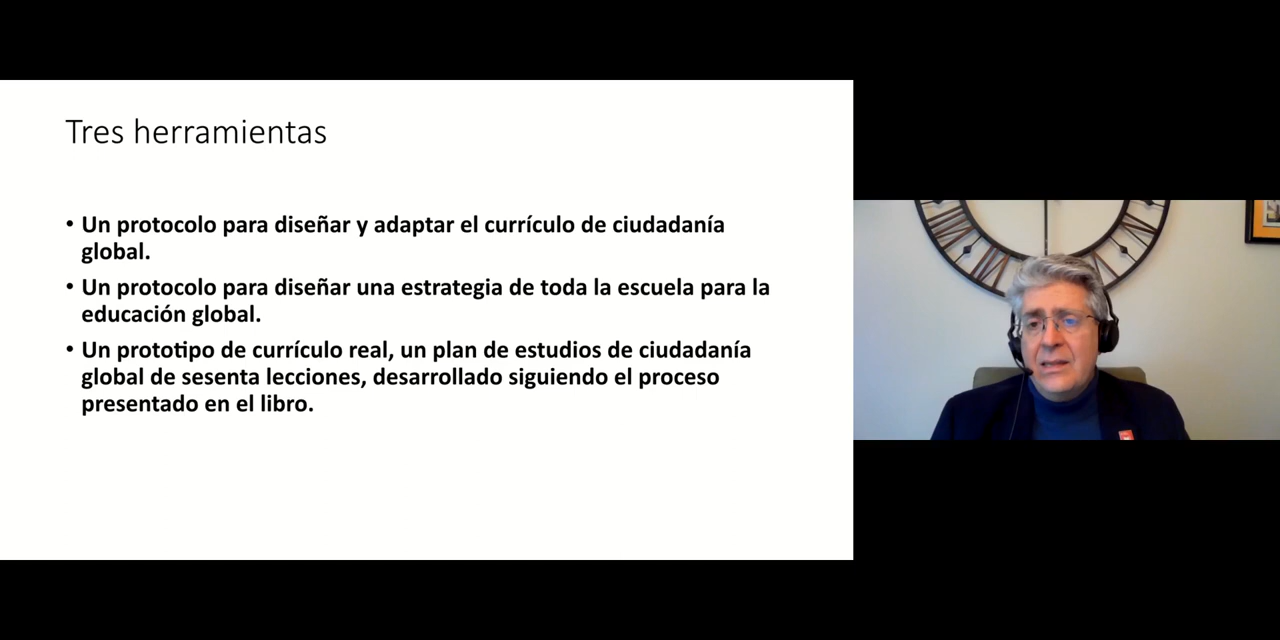 Tres herramientas
• Un protocolo para diseñar y adaptar el currículo de ciudadanía
global.
• Un protocolo para diseñar una estrategia de toda la escuela para la
educación global.
• Un prototipo de currículo real, un plan de estudios de ciudadanía
global de sesenta lecciones, desarrollado siguiendo el proceso
presentado en el libro.